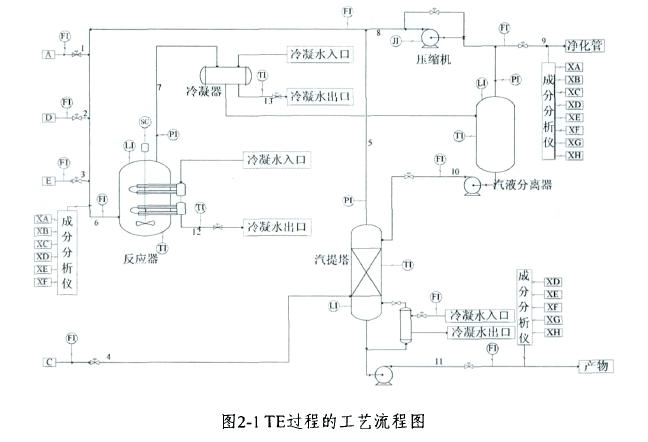 FI
FI
8
9
净化管
A
1
JI
压缩机
冷凝水入口
冷凝器
TI
13
冷凝水出口
7
LI
PI
XA
XB
XC
XD
XE
XF
XG
XH
成分分析仪
D
FI
2
SC
PI
LI
TI
汽液分离器
5
FI
10
E
FI
3
FI
6
冷凝水入口
TI
12
冷凝水出口
TI
反应器
XA
XB
XC
XD
XE
XF
成分分析仪
PI
汽提塔
TI
LI
FI
冷凝水入口
冷凝水出口
XD
XE
XF
XG
XH
成分分析仪
C
FI
4
11
FI
产物
图2-1 TE过程的工艺流程图